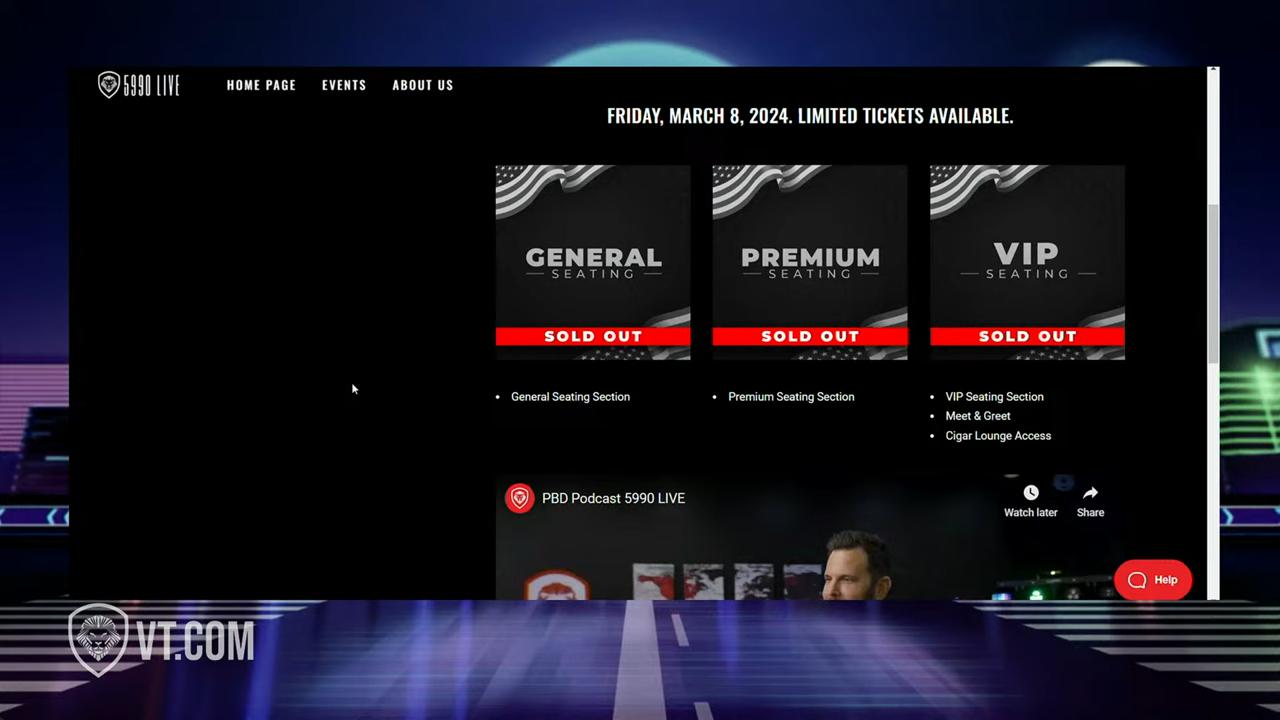 5990 LIVE
HOME PAGE EVENTS ABOUT US
FRIDAY, MARCH 8, 2024. LIMITED TICKETS AVAILABLE.
GENERAL
SEATING
SOLD OUT
PREMIUM
SEATING
SOLD OUT
VIP
SEATING
SOLD OUT
• General Seating Section
• Premium Seating Section
• VIP Seating Section
• Meet & Greet
• Cigar Lounge Access
PBD Podcast 5990 LIVE
Watch later
Share
Help
VT.COM